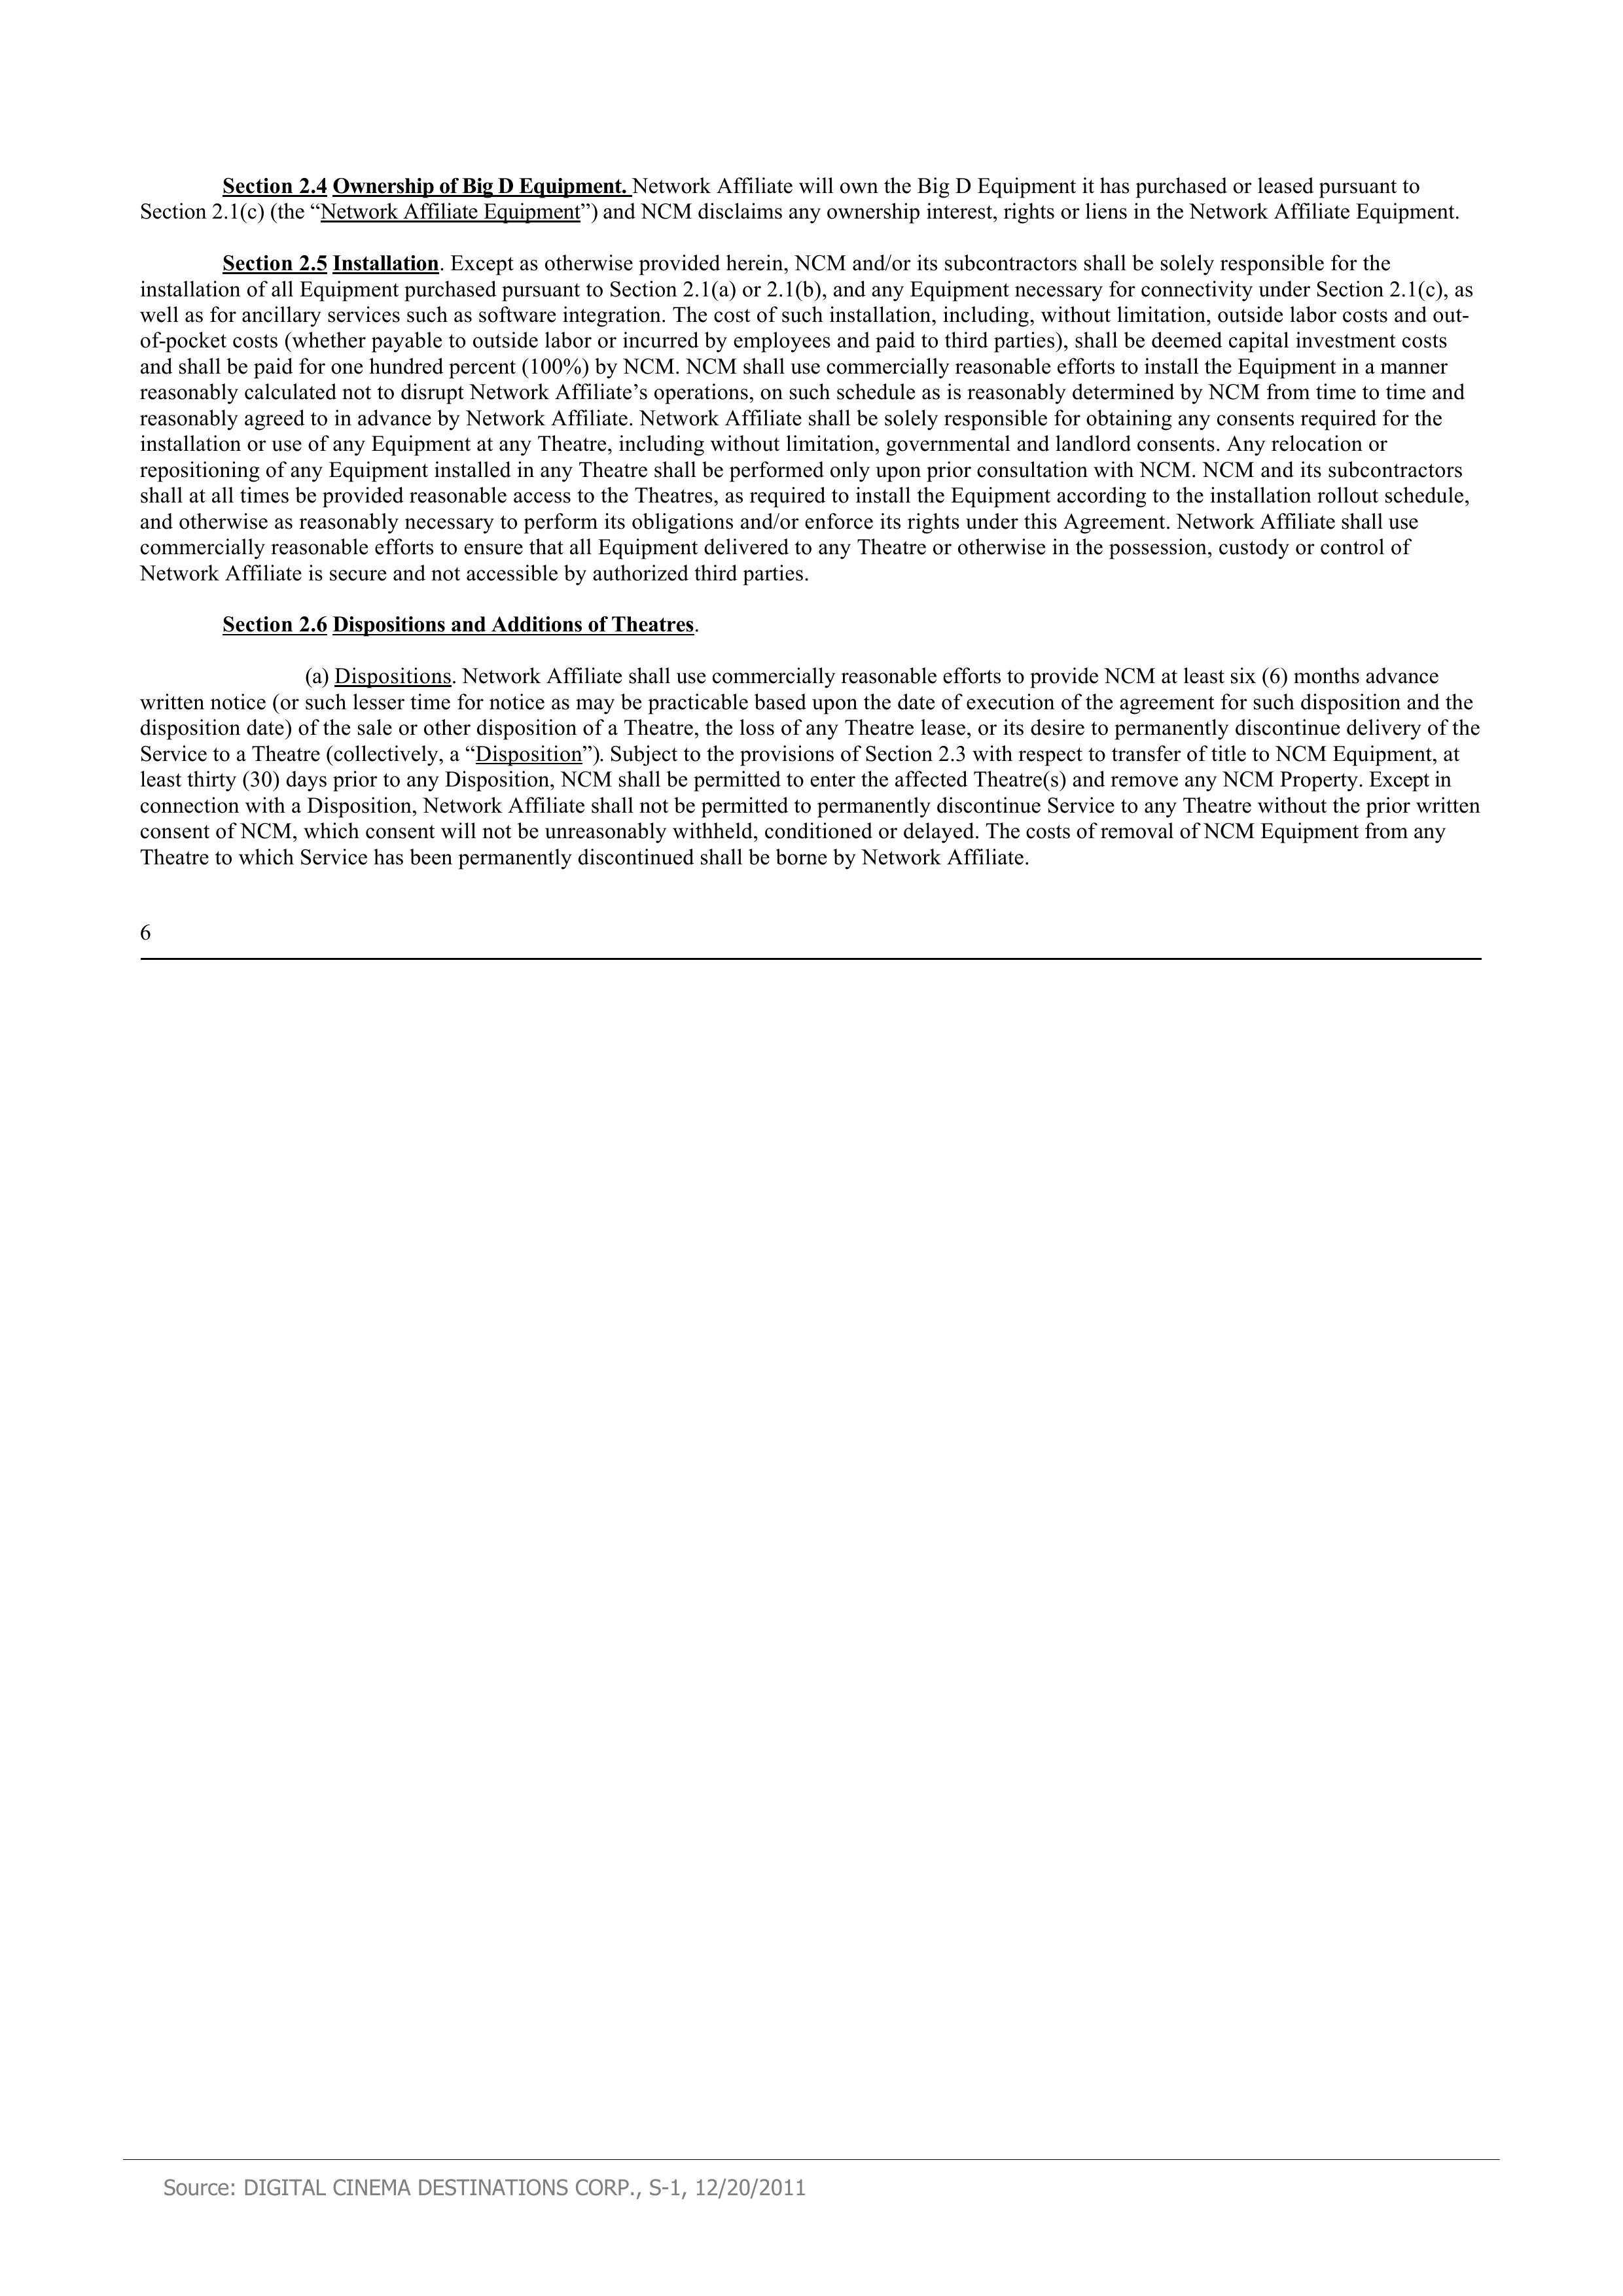 Section 2.4 Ownership of Big D Equipment. Network Affiliate will own the Big D Equipment it has purchased or leased pursuant to
Section 2.1(c) (the “Network Affiliate Equipment”) and NCM disclaims any ownership interest, rights or liens in the Network Affiliate Equipment.
Section 2.5 Installation. Except as otherwise provided herein, NCM and/or its subcontractors shall be solely responsible for the
installation of all Equipment purchased pursuant to Section 2.1(a) or 2.1(b), and any Equipment necessary for connectivity under Section 2.1(c), as
well as for ancillary services such as software integration. The cost of such installation, including, without limitation, outside labor costs and out-
of-pocket costs (whether payable to outside labor or incurred by employees and paid to third parties), shall be deemed capital investment costs
and shall be paid for one hundred percent (100%) by NCM. NCM shall use commercially reasonable efforts to install the Equipment in a manner
reasonably calculated not to disrupt Network Affiliate’s operations, on such schedule as is reasonably determined by NCM from time to time and
reasonably agreed to in advance by Network Affiliate. Network Affiliate shall be solely responsible for obtaining any consents required for the
installation or use of any Equipment at any Theatre, including without limitation, governmental and landlord consents. Any relocation or
repositioning of any Equipment installed in any Theatre shall be performed only upon prior consultation with NCM. NCM and its subcontractors
shall at all times be provided reasonable access to the Theatres, as required to install the Equipment according to the installation rollout schedule,
and otherwise as reasonably necessary to perform its obligations and/or enforce its rights under this Agreement. Network Affiliate shall use
commercially reasonable efforts to ensure that all Equipment delivered to any Theatre or otherwise in the possession, custody or control of
Network Affiliate is secure and not accessible by authorized third parties.
Section 2.6 Dispositions and Additions of Theatres.
(a) Dispositions. Network Affiliate shall use commercially reasonable efforts to provide NCM at least six (6) months advance
written notice (or such lesser time for notice as may be practicable based upon the date of execution of the agreement for such disposition and the
disposition date) of the sale or other disposition of a Theatre, the loss of any Theatre lease, or its desire to permanently discontinue delivery of the
Service to a Theatre (collectively, a “Disposition”). Subject to the provisions of Section 2.3 with respect to transfer of title to NCM Equipment, at
least thirty (30) days prior to any Disposition, NCM shall be permitted to enter the affected Theatre(s) and remove any NCM Property. Except in
connection with a Disposition, Network Affiliate shall not be permitted to permanently discontinue Service to any Theatre without the prior written
consent of NCM, which consent will not be unreasonably withheld, conditioned or delayed. The costs of removal of NCM Equipment from any
Theatre to which Service has been permanently discontinued shall be borne by Network Affiliate.
6
Source: DIGITAL CINEMA DESTINATIONS CORP., S-1, 12/20/2011